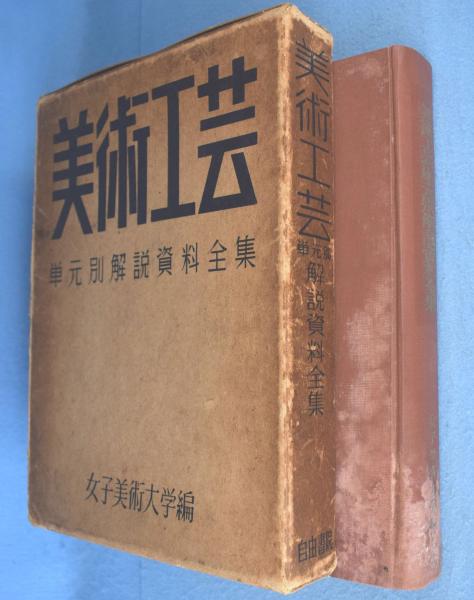 美術工芸
単元別解説資料全集
女子美術大学編
美術工芸
単元別
解説資料全集
自由書院